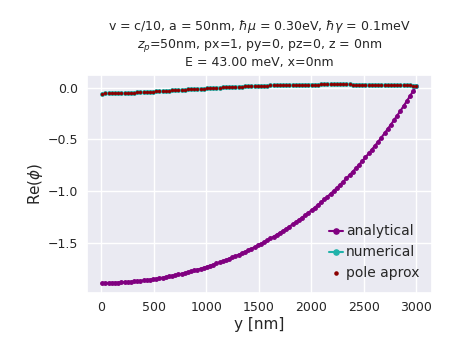 v = c/10, a = 50nm, ℏμ = 0.30eV, ℏγ = 0.1meV
z_p=50nm, px=1, py=0, pz=0, z = 0nm
E = 43.00 meV, x=0nm
Re(ϕ)
0.0
−0.5
−1.0
−1.5
analytical
numerical
pole aprox
0 500 1000 1500 2000 2500 3000
y [nm]